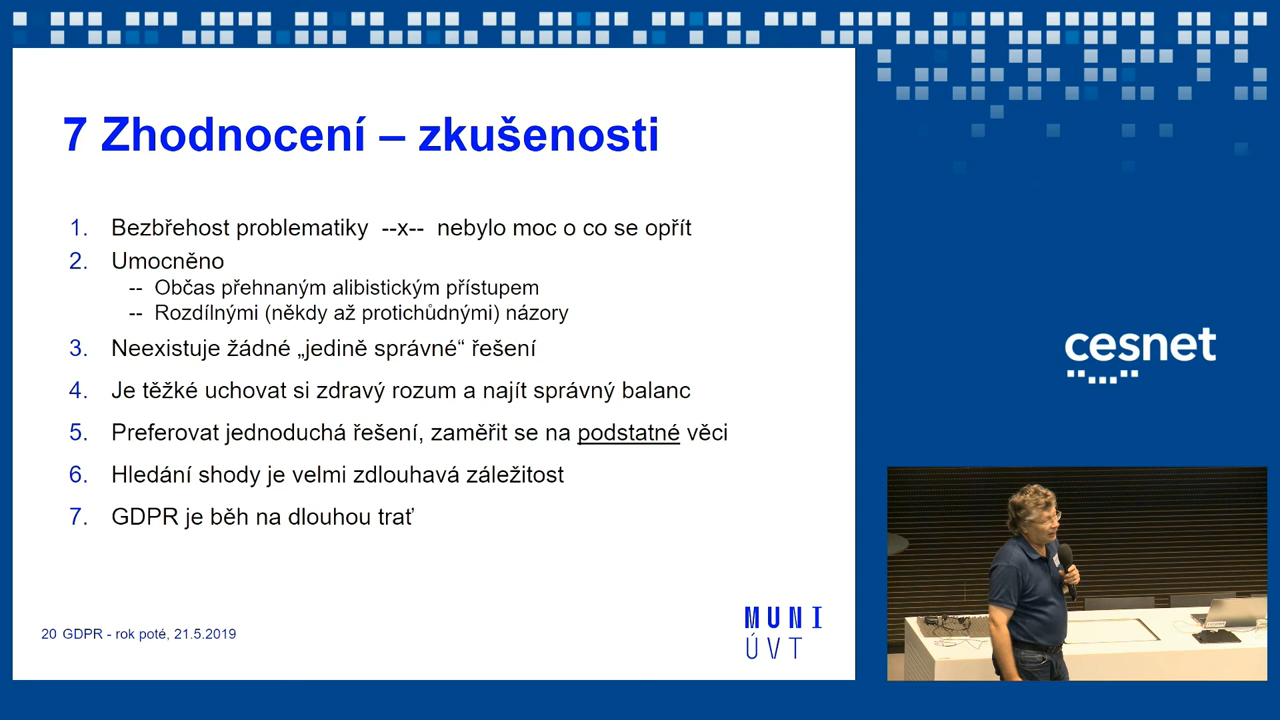 7 Zhodnocení – zkušenosti
1. Bezbřehost problematiky --x-- nebylo moc o co se opřít
2. Umocněno
-- Občas přehnaným alibistickým přístupem
-- Rozdílnými (někdy až protichůdnými) názory
3. Neexistuje žádné „jedině správné“ řešení
4. Je těžké uchovat si zdravý rozum a najít správný balanc
5. Preferovat jednoduchá řešení, zaměřit se na podstatné věci
6. Hledání shody je velmi zdlouhavá záležitost
7. GDPR je běh na dlouhou trať
20 GDPR - rok poté, 21.5.2019
MUNI
ÚVT
cesnet